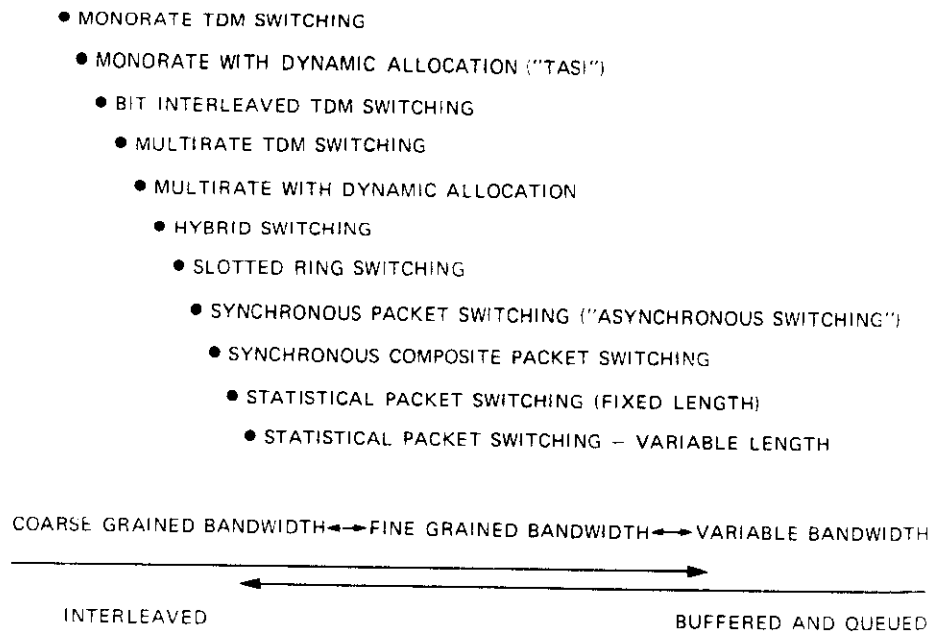 ● MONORATE TDM SWITCHING
● MONORATE WITH DYNAMIC ALLOCATION ("TASI")
● BIT INTERLEAVED TDM SWITCHING
● MULTIRATE TDM SWITCHING
● MULTIRATE WITH DYNAMIC ALLOCATION
● HYBRID SWITCHING
● SLOTTED RING SWITCHING
● SYNCHRONOUS PACKET SWITCHING ("ASYNCHRONOUS SWITCHING")
● SYNCHRONOUS COMPOSITE PACKET SWITCHING
● STATISTICAL PACKET SWITCHING (FIXED LENGTH)
● STATISTICAL PACKET SWITCHING – VARIABLE LENGTH
COARSE GRAINED BANDWIDTH↔FINE GRAINED BANDWIDTH↔VARIABLE BANDWIDTH
INTERLEAVED BUFFERED AND QUEUED